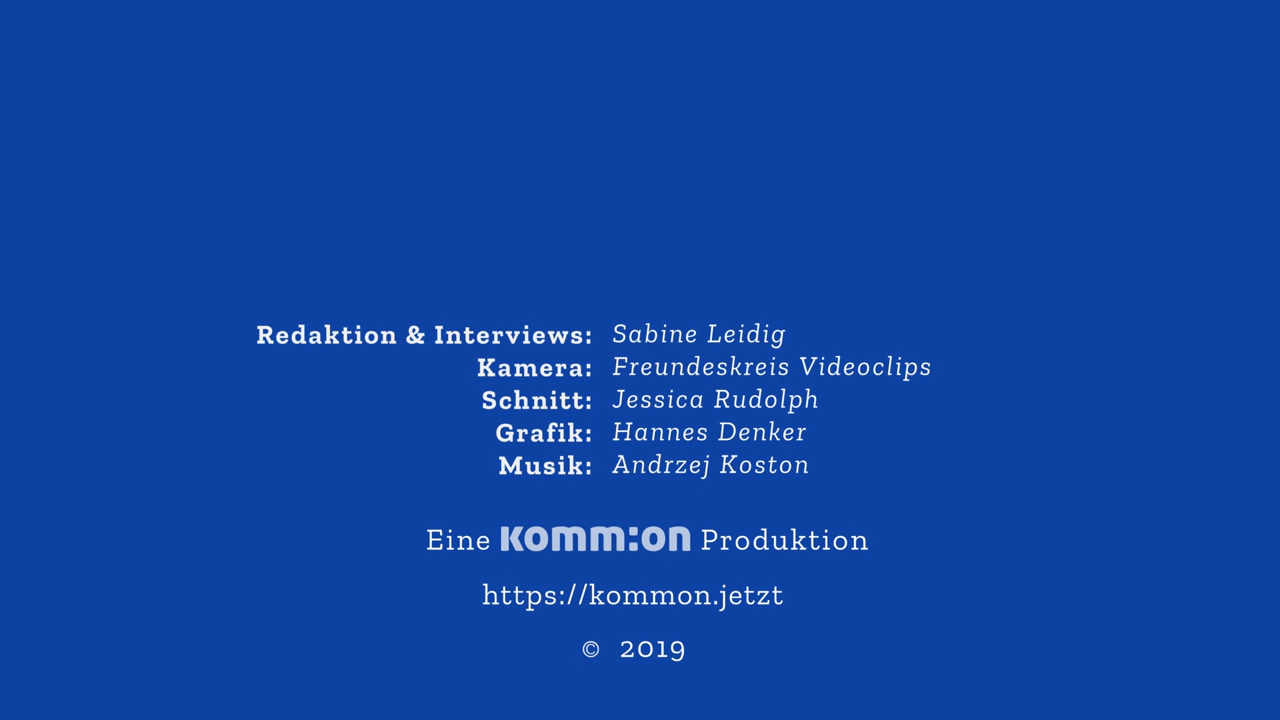 Redaktion & Interviews: Sabine Leidig
Kamera: Freundeskreis Videoclips
Schnitt: Jessica Rudolph
Grafik: Hannes Denker
Musik: Andrzej Koston
Eine komm:on Produktion
https://kommon.jetzt
© 2019